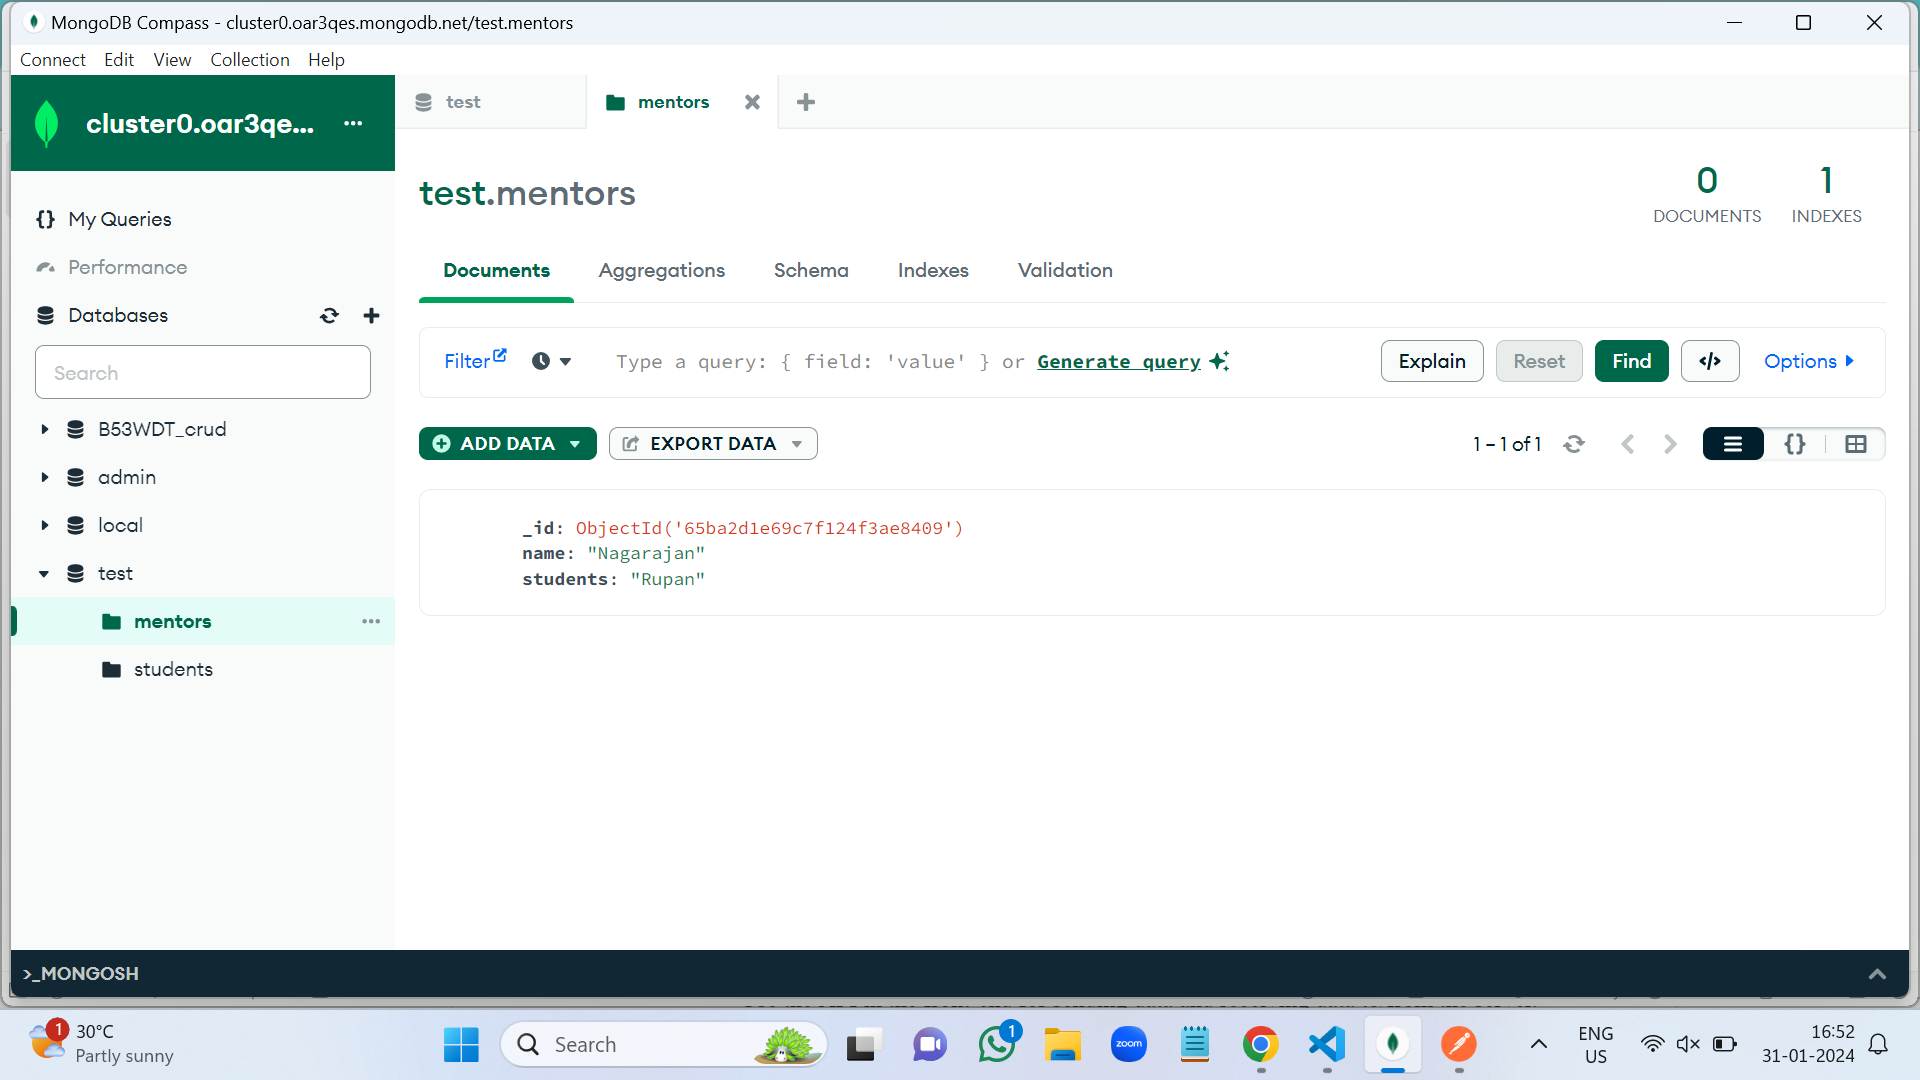 MongoDB Compass - cluster0.oar3qes.mongodb.net/test.mentors
Connect Edit View Collection Help
cluster0.oar3qe... ...
test
mentors
test.mentors
0 DOCUMENTS
1 INDEXES
My Queries
Performance
Databases
Search
B53WDT_crud
admin
local
test
mentors
students
Documents Aggregations Schema Indexes Validation
Filter
Type a query: { field: 'value' } or Generate query
Explain Reset Find </> Options
ADD DATA EXPORT DATA 1 – 1 of 1 {}
_id: ObjectId('65ba2d1e69c7f124f3ae8409')
name: "Nagarajan"
students: "Rupan"
>_MONGOSH
1 30°C
Partly sunny
Search
1
zoom
ENG
US
16:52
31-01-2024